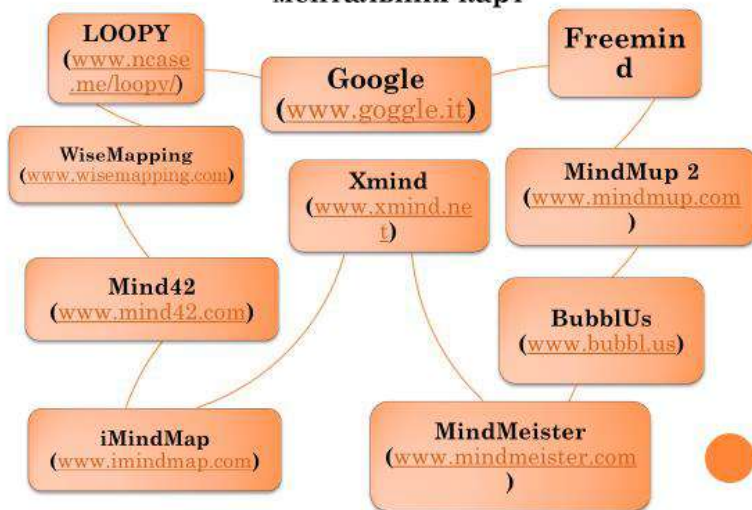 ментальних карт
LOOPY
(www.ncase
.me/loopy/)
Google
(www.goggle.it)
Freemin
d
WiseMapping
(www.wisemapping.com)
Xmind
(www.xmind.ne
t)
MindMup 2
(www.mindmup.com
)
Mind42
(www.mind42.com)
BubblUs
(www.bubbl.us)
iMindMap
(www.imindmap.com)
MindMeister
(www.mindmeister.com
)